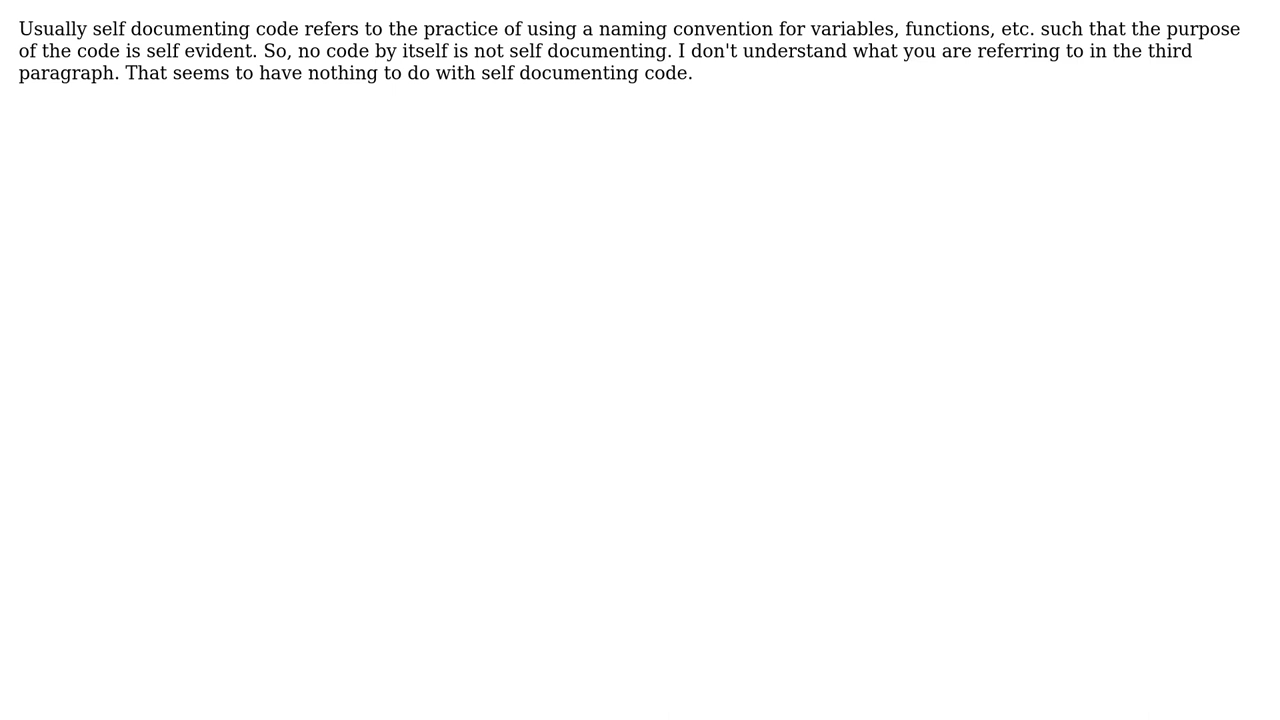 Usually self documenting code refers to the practice of using a naming convention for variables, functions, etc. such that the purpose
of the code is self evident. So, no code by itself is not self documenting. I don't understand what you are referring to in the third
paragraph. That seems to have nothing to do with self documenting code.